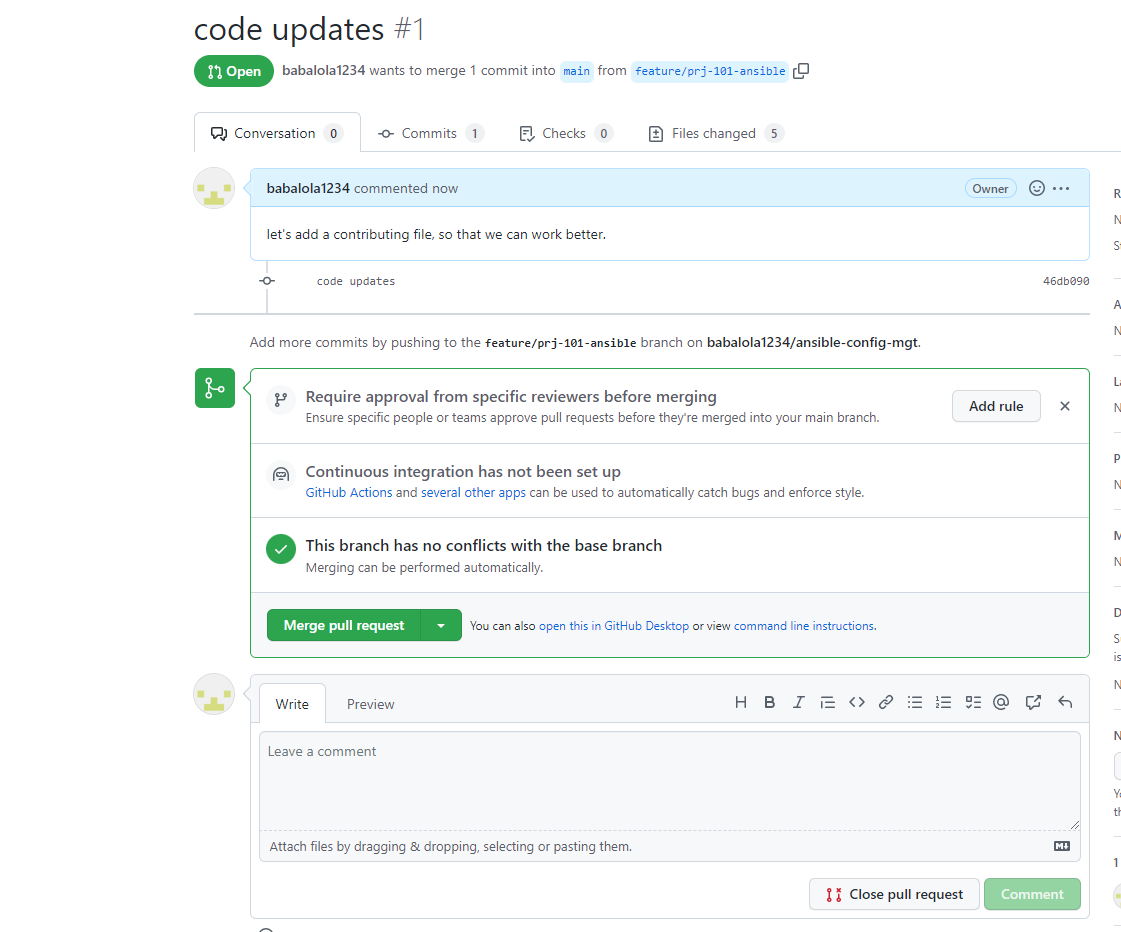 code updates #1
Open babalola1234 wants to merge 1 commit into main from feature/prj-101-ansible
Conversation 0 Commits 1 Checks 0 Files changed 5
babalola1234 commented now Owner
let's add a contributing file, so that we can work better.
code updates 46db090
Add more commits by pushing to the feature/prj-101-ansible branch on babalola1234/ansible-config-mgt.
Require approval from specific reviewers before merging
Ensure specific people or teams approve pull requests before they're merged into your main branch.
Add rule
Continuous integration has not been set up
GitHub Actions and several other apps can be used to automatically catch bugs and enforce style.
This branch has no conflicts with the base branch
Merging can be performed automatically.
Merge pull request You can also open this in GitHub Desktop or view command line instructions.
Write Preview H B I
Leave a comment
Attach files by dragging & dropping, selecting or pasting them.
Close pull request Comment